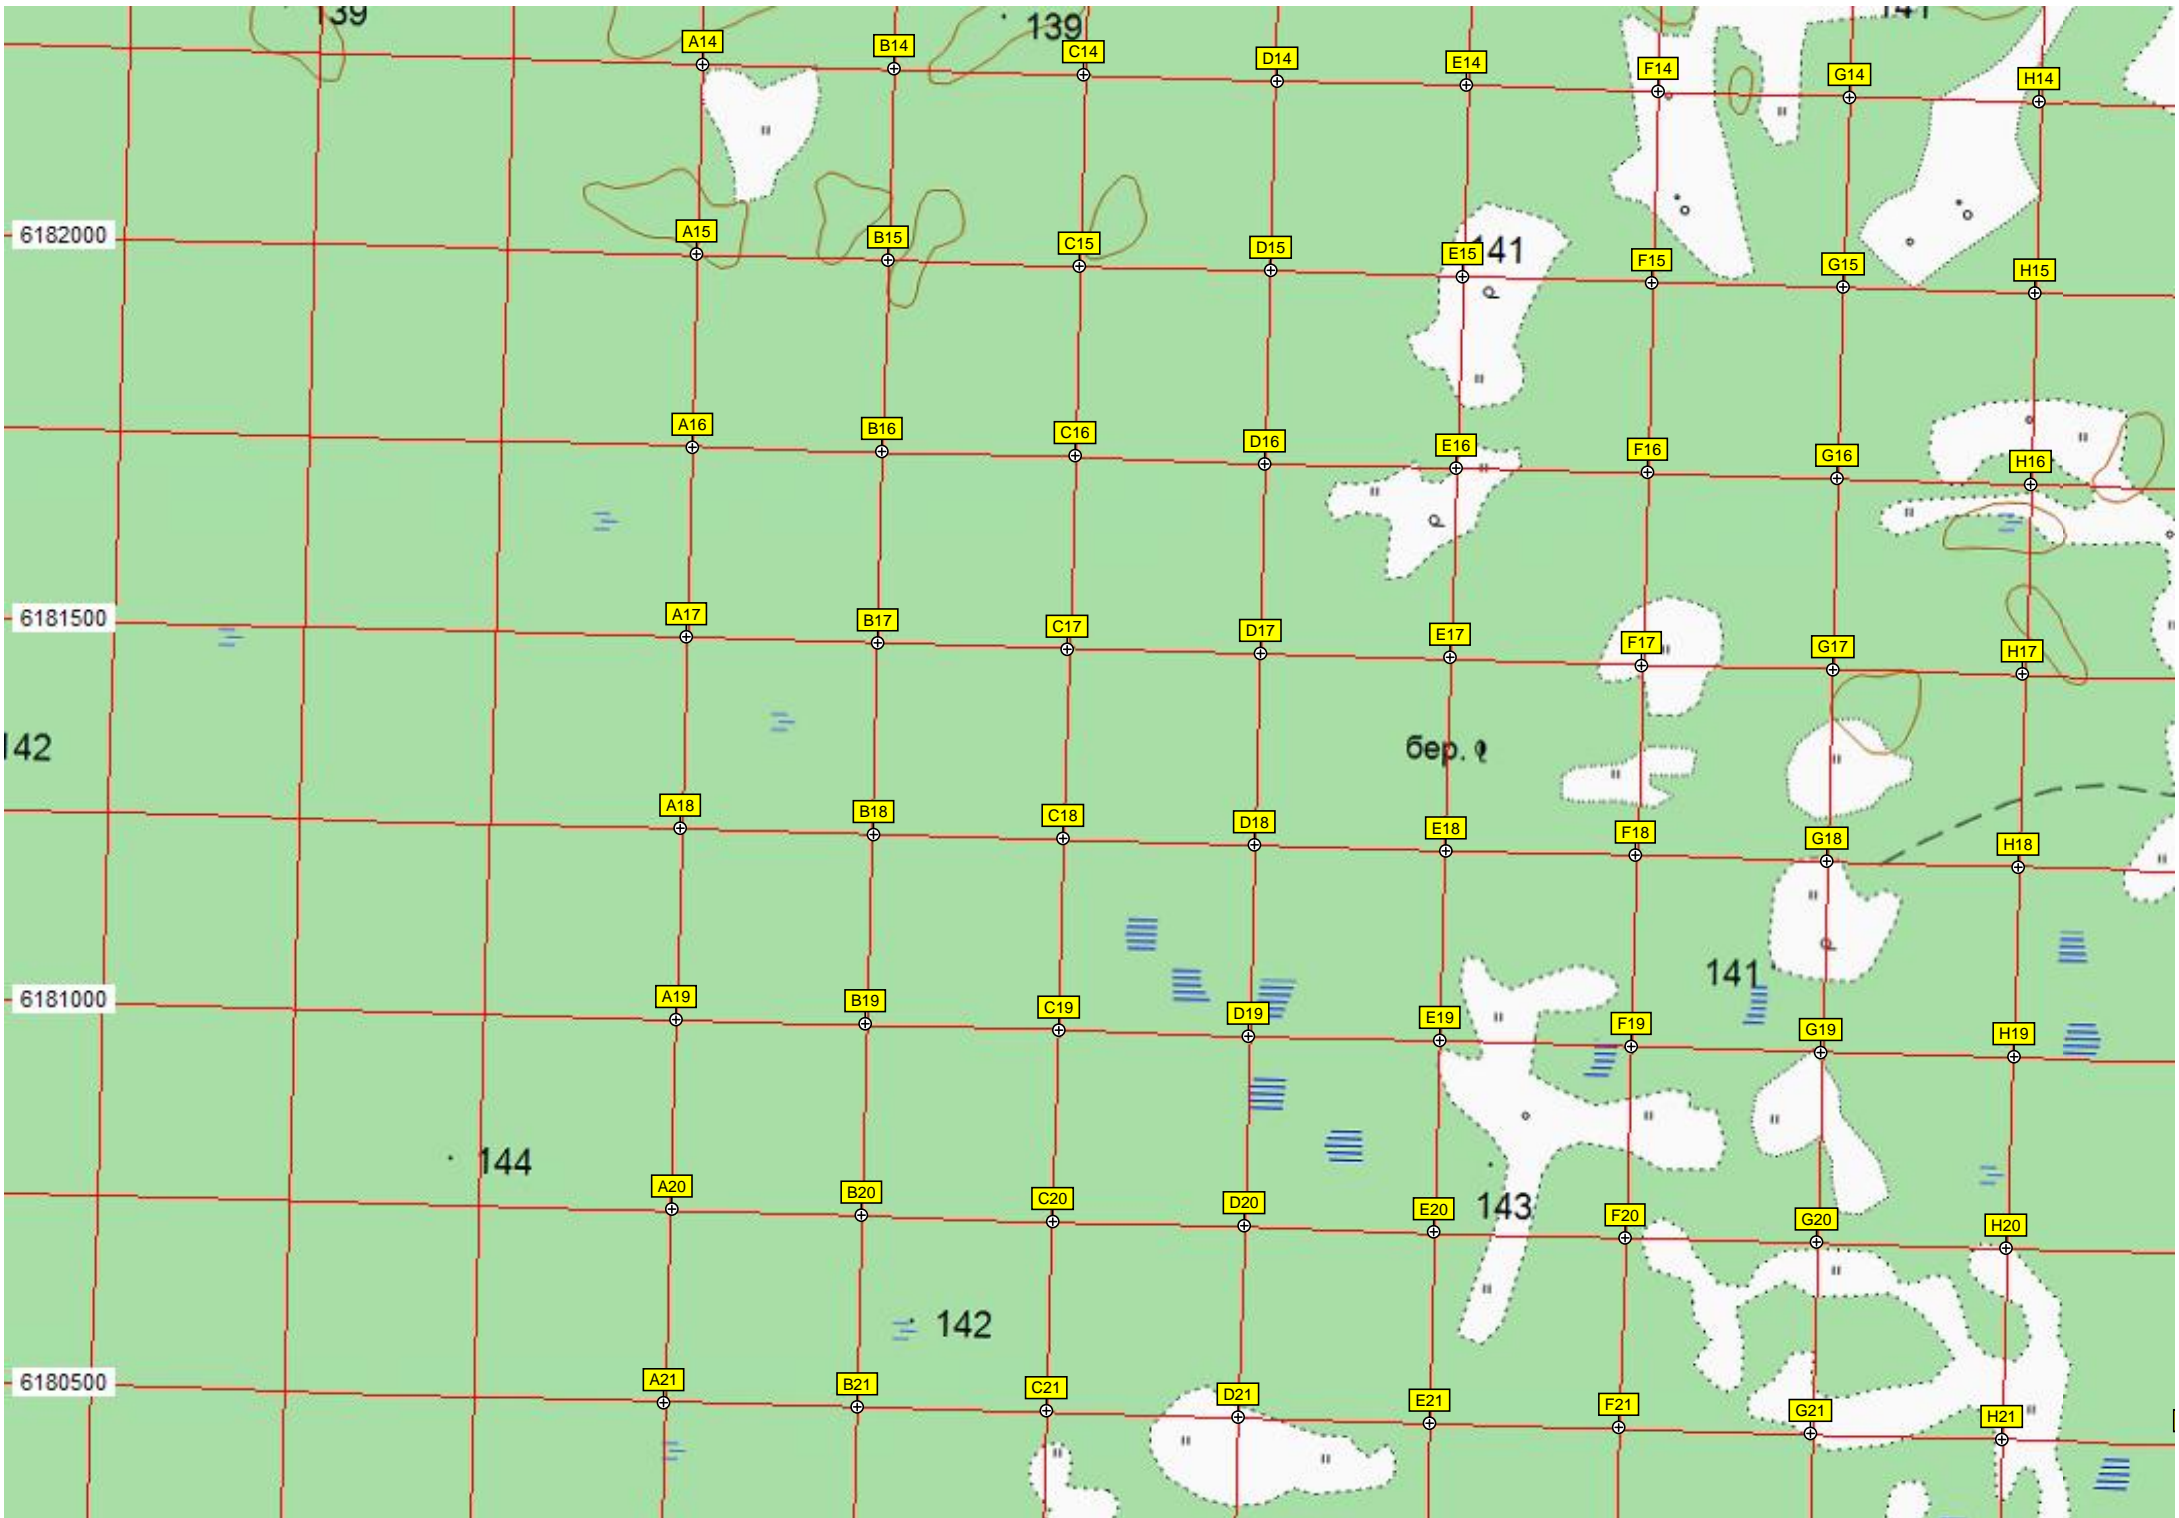 139
139
141
A14 B14 C14 D14 E14 F14 G14 H14
6182000
A15 B15 C15 D15 E15 F15 G15 H15
141
A16 B16 C16 D16 E16 F16 G16 H16
6181500
A17 B17 C17 D17 E17 F17 G17 H17
142
бер.
A18 B18 C18 D18 E18 F18 G18 H18
141
6181000
A19 B19 C19 D19 E19 F19 G19 H19
144
A20 B20 C20 D20 E20 F20 G20 H20
143
142
6180500
A21 B21 C21 D21 E21 F21 G21 H21